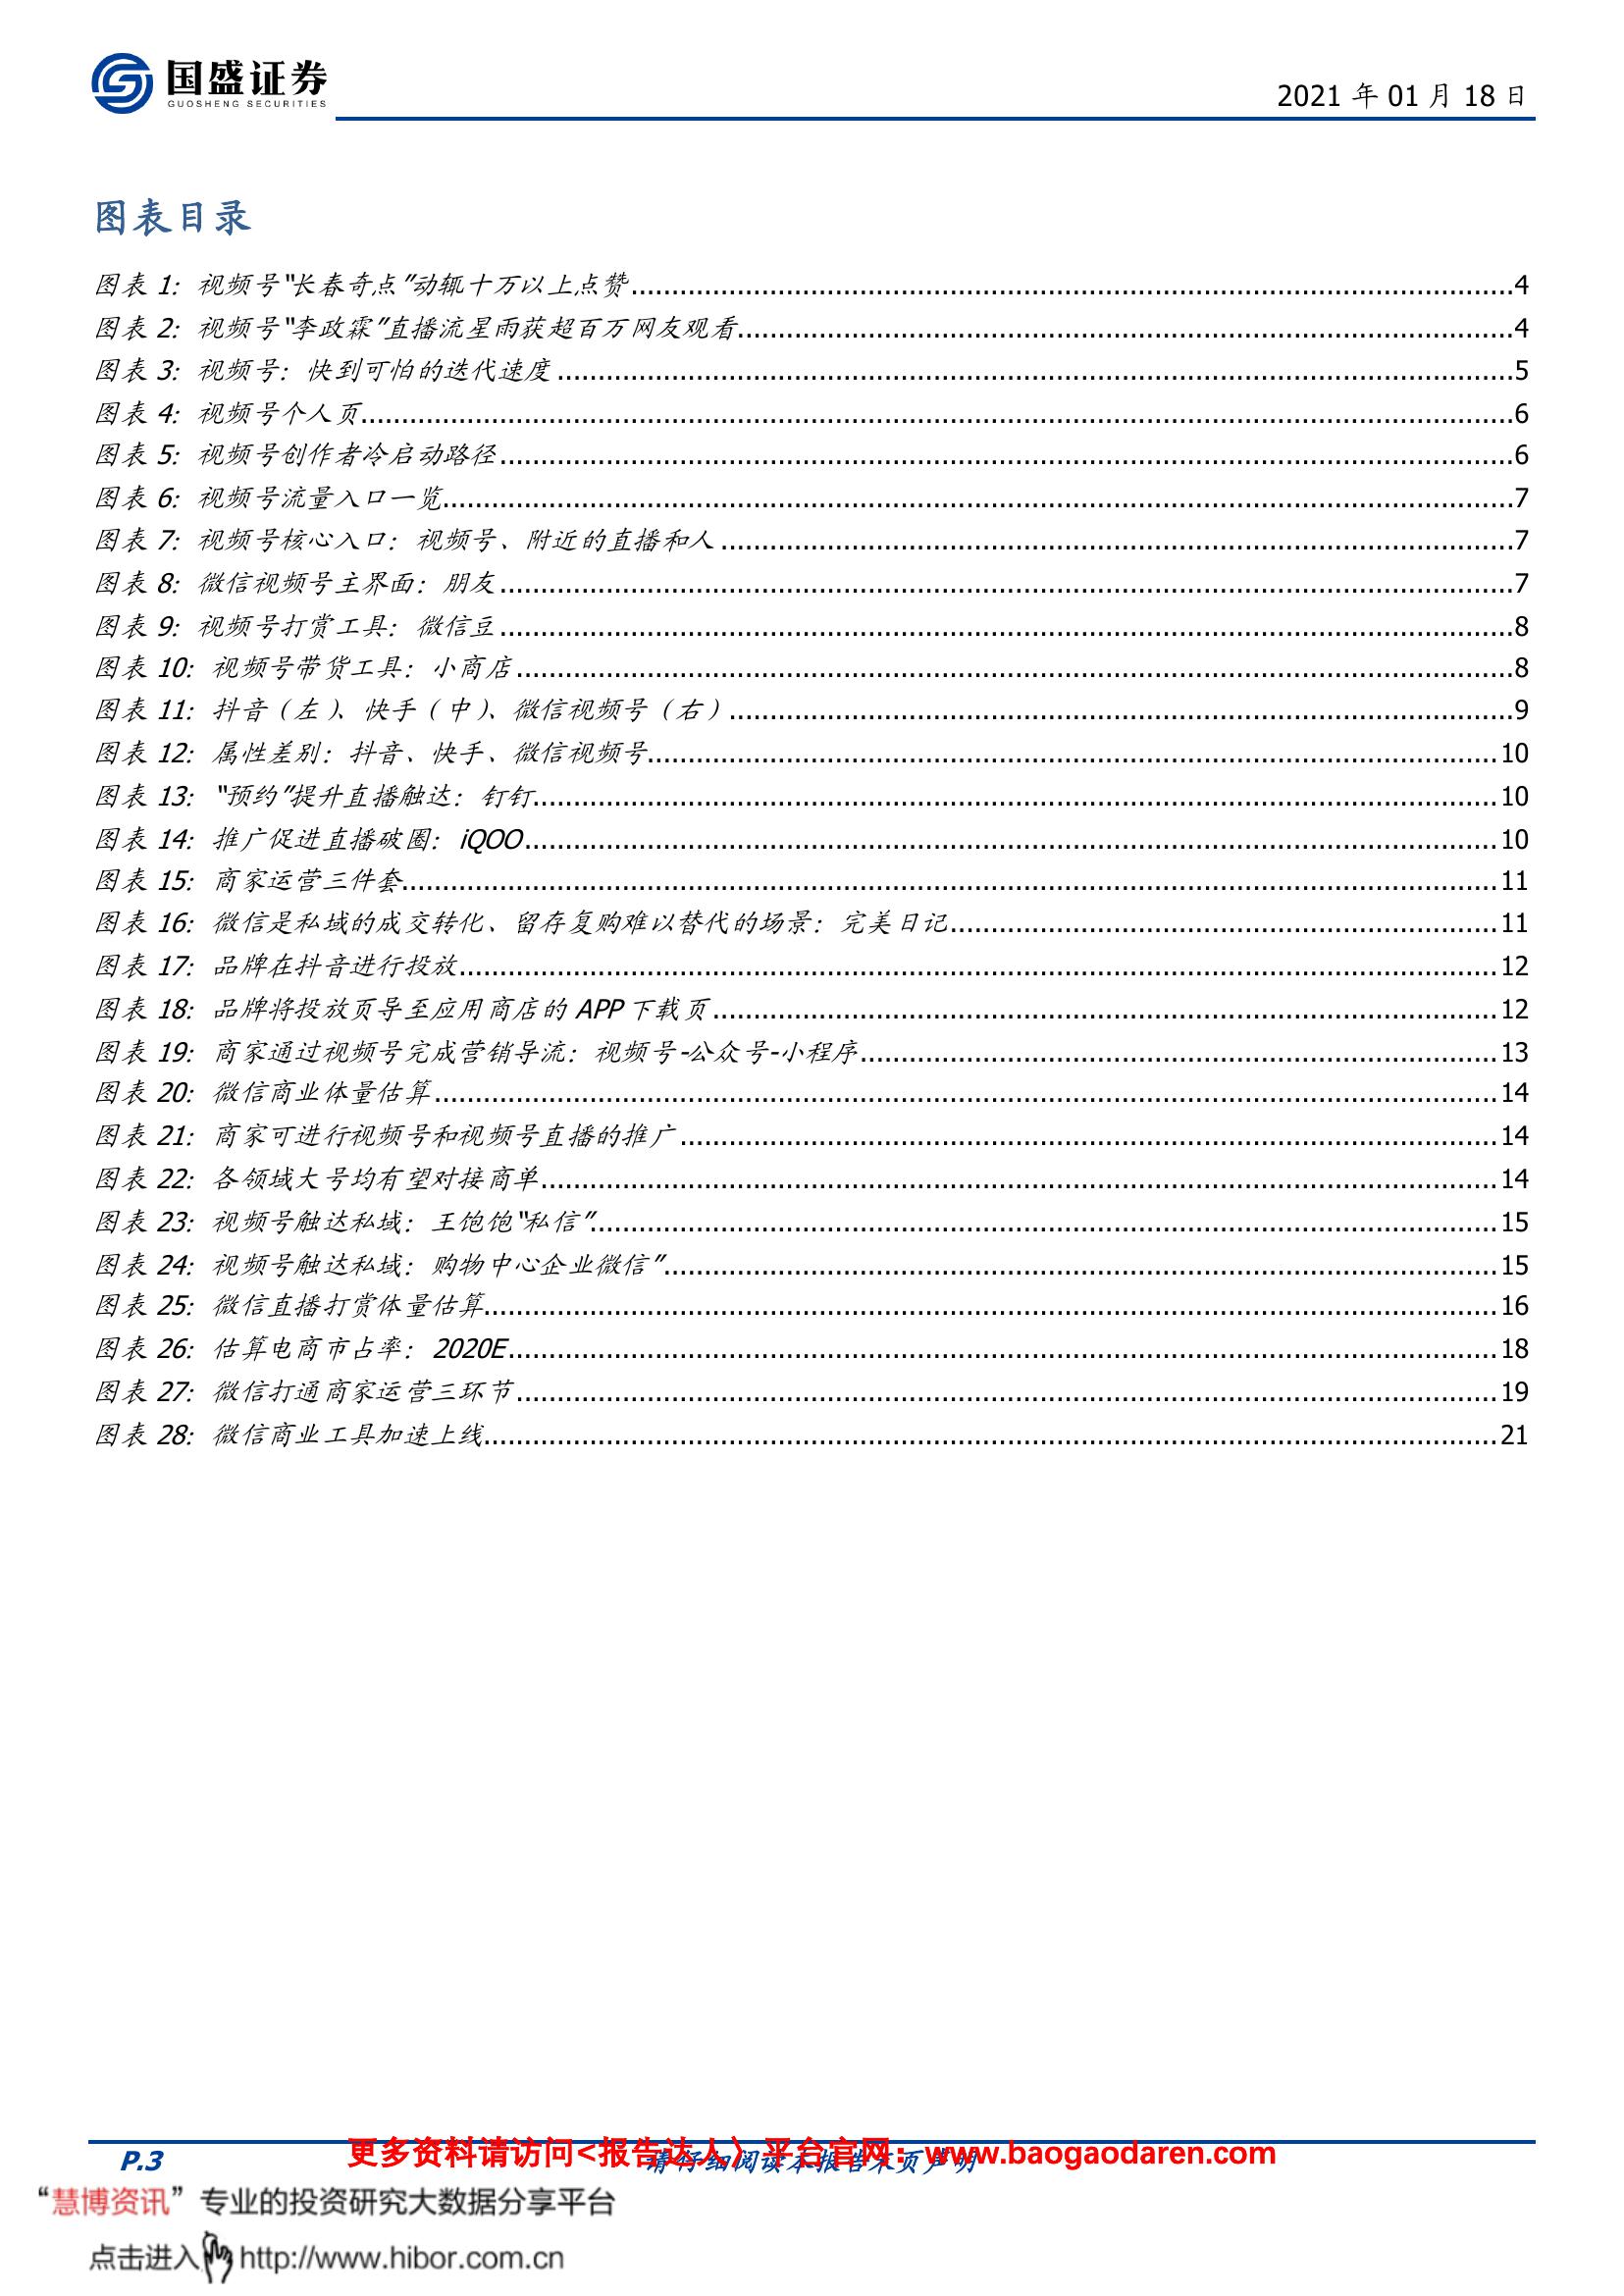 国盛证券
GUOSHENG SECURITIES
2021 年 01 月 18 日
图表目录
图表 1: 视频号“长春奇点”动辄十万以上点赞 4
图表 2: 视频号“李政霖”直播流星雨获超百万网友观看 4
图表 3: 视频号：快到可怕的迭代速度 5
图表 4: 视频号个人页 6
图表 5: 视频号创作者冷启动路径 6
图表 6: 视频号流量入口一览 7
图表 7: 视频号核心入口：视频号、附近的直播和人 7
图表 8: 微信视频号主界面：朋友 7
图表 9: 视频号打赏工具：微信豆 8
图表 10: 视频号带货工具：小商店 8
图表 11: 抖音（左）、快手（中）、微信视频号（右） 9
图表 12: 属性差别：抖音、快手、微信视频号 10
图表 13: “预约”提升直播触达：钉钉 10
图表 14: 推广促进直播破圈：iQOO 10
图表 15: 商家运营三件套 11
图表 16: 微信是私域的成交转化、留存复购难以替代的场景：完美日记 11
图表 17: 品牌在抖音进行投放 12
图表 18: 品牌将投放页导至应用商店的 APP 下载页 12
图表 19: 商家通过视频号完成营销导流：视频号-公众号-小程序 13
图表 20: 微信商业体量估算 14
图表 21: 商家可进行视频号和视频号直播的推广 14
图表 22: 各领域大号均有望对接商单 14
图表 23: 视频号触达私域：王饱饱“私信” 15
图表 24: 视频号触达私域：购物中心企业微信” 15
图表 25: 微信直播打赏体量估算 16
图表 26: 估算电商市占率：2020E 18
图表 27: 微信打通商家运营三环节 19
图表 28: 微信商业工具加速上线 21
更多资料请访问<报告达人>平台官网：www.baogaodaren.com
P.3 请仔细阅读本报告末页声明
“慧博资讯”专业的投资研究大数据分享平台
点击进入 http://www.hibor.com.cn